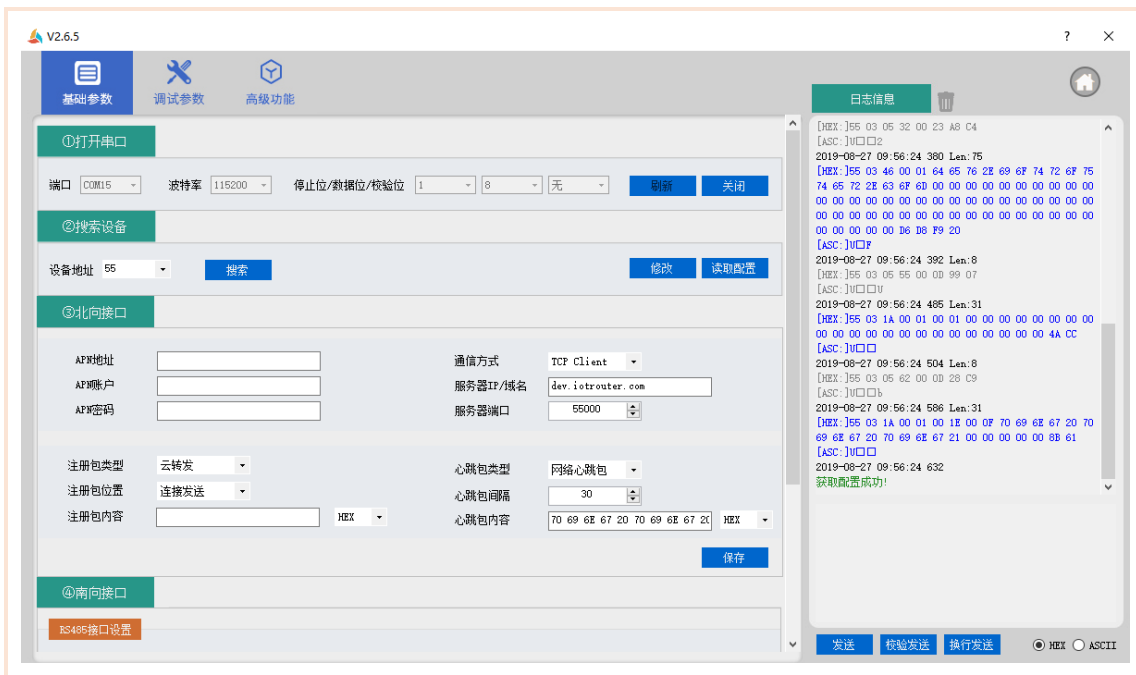 V2.6.5
?
基础参数 调试参数 高级功能
①打开串口
端口 COM15 波特率 115200 停止位/数据位/校验位 1 8 无 刷新 关闭
②搜索设备
设备地址 55 搜索 修改 读取配置
③北向接口
APN地址 通信方式 TCP Client
APN账户 服务器IP/域名 dev.iotrouter.com
APN密码 服务器端口 55000
注册包类型 云转发 心跳包类型 网络心跳包
注册包位置 连接发送 心跳包间隔 30
注册包内容 HEX 心跳包内容 70 69 6E 67 20 70 69 6E 67 20 HEX
保存
④南向接口
RS485接口设置
日志信息
[HEX:]55 03 05 32 00 23 A8 C4
[ASC:]U□□2
2019-08-27 09:56:24 380 Len:75
[HEX:]55 03 46 00 01 64 65 76 2E 69 6F 74 72 6F 75
74 65 72 2E 63 6F 6D 00 00 00 00 00 00 00 00 00
00 00 00 00 00 00 00 00 00 00 00 00 00 00 00 00
00 00 00 00 00 00 00 00 00 00 00 00 00 00 00 00
00 00 00 00 00 D6 D8 F9 20
[ASC:]U□F
2019-08-27 09:56:24 392 Len:8
[HEX:]55 03 05 55 00 0D 99 07
[ASC:]U□□U
2019-08-27 09:56:24 485 Len:31
[HEX:]55 03 1A 00 01 00 01 00 00 00 00 00 00 00 00
00 00 00 00 00 00 00 00 00 00 00 00 00 00 4A CC
[ASC:]U□□
2019-08-27 09:56:24 504 Len:8
[HEX:]55 03 05 62 00 0D 28 C9
[ASC:]U□□b
2019-08-27 09:56:24 586 Len:31
[HEX:]55 03 1A 00 01 00 1E 00 0F 70 69 6E 67 20 70
69 6E 67 20 70 69 6E 67 21 00 00 00 00 00 8B 61
[ASC:]U□□
2019-08-27 09:56:24 632
获取配置成功!
发送 校验发送 换行发送 HEX ASCII